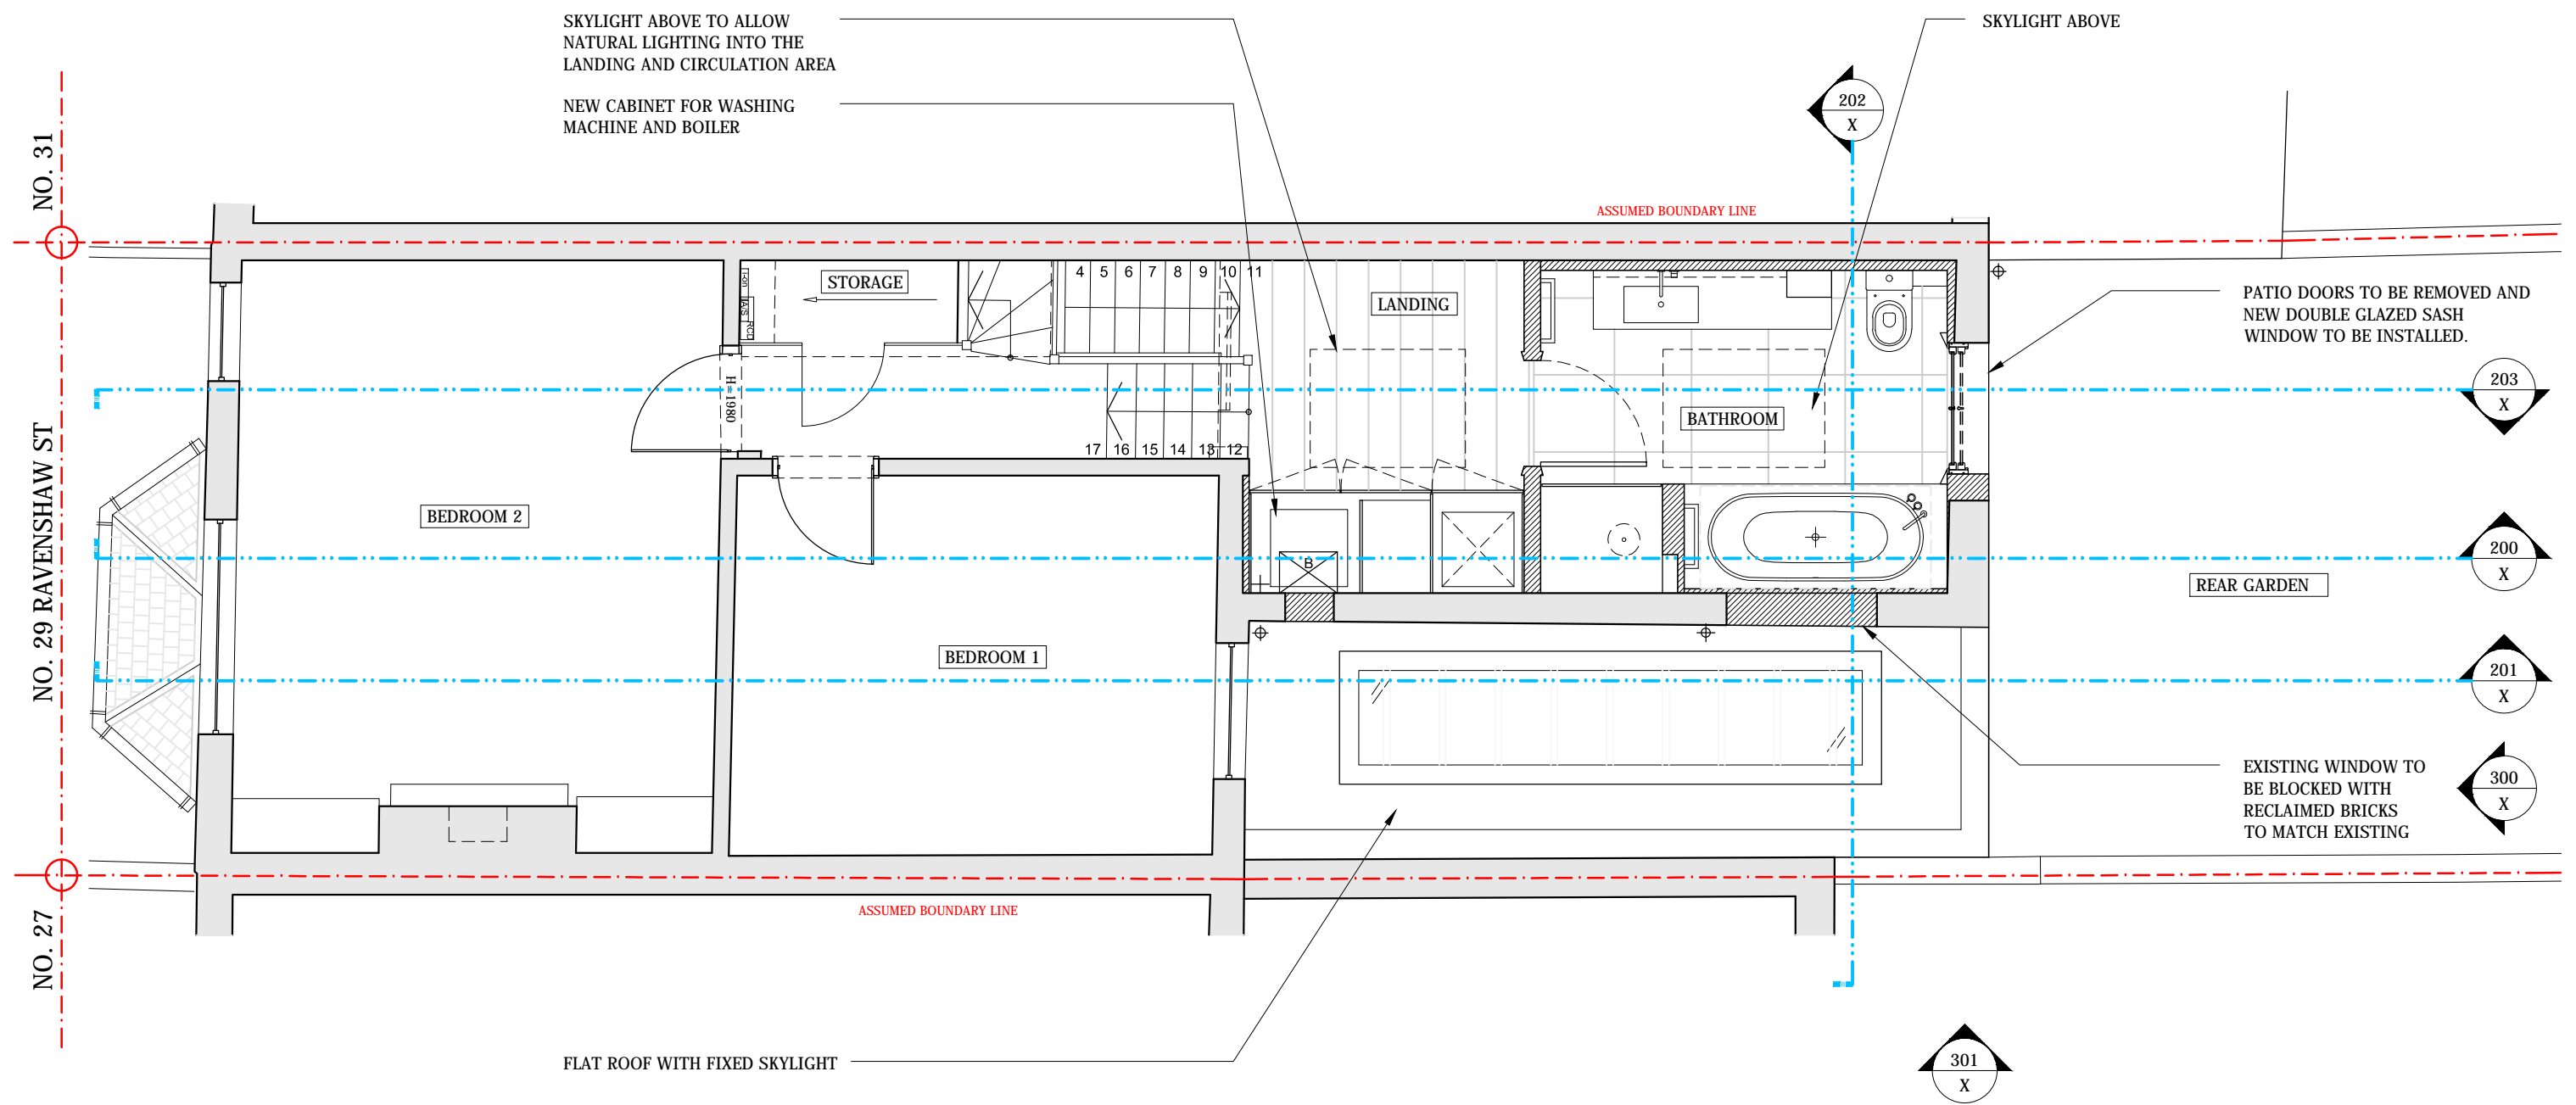 SKYLIGHT ABOVE TO ALLOW
NATURAL LIGHTING INTO THE
LANDING AND CIRCULATION AREA
NEW CABINET FOR WASHING
MACHINE AND BOILER
SKYLIGHT ABOVE
202
X
NO. 31
ASSUMED BOUNDARY LINE
STORAGE
4 5 6 7 8 9 10 11
LANDING
PATIO DOORS TO BE REMOVED AND
NEW DOUBLE GLAZED SASH
WINDOW TO BE INSTALLED.
RCD
H=1980
203
X
BATHROOM
17 16 15 14 13 12
NO. 29 RAVENSHAW ST
BEDROOM 2
200
X
B
REAR GARDEN
BEDROOM 1
201
X
EXISTING WINDOW TO
BE BLOCKED WITH
RECLAIMED BRICKS
TO MATCH EXISTING
300
X
ASSUMED BOUNDARY LINE
NO. 27
FLAT ROOF WITH FIXED SKYLIGHT
301
X